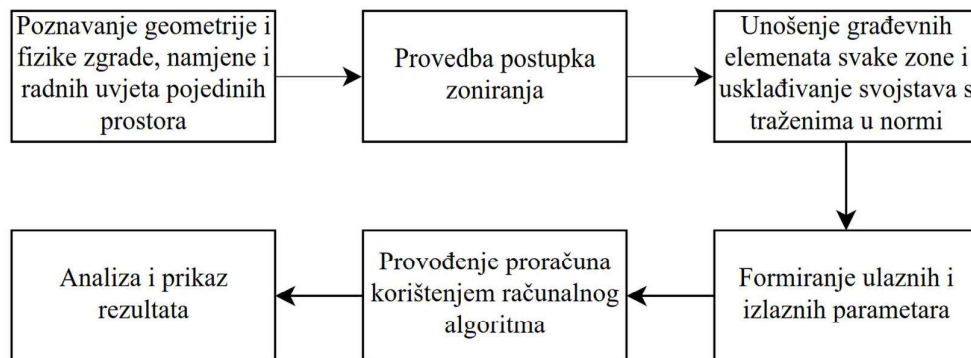 Poznavanje geometrije i
fizike zgrade, namjene i
radnih uvjeta pojedinih
prostora
Provedba postupka
zoniranja
Unošenje građevnih
elemenata svake zone i
usklađivanje svojstava s
traženima u normi
Formiranje ulaznih i
izlaznih parametara
Provođenje proračuna
korištenjem računalnog
algoritma
Analiza i prikaz
rezultata